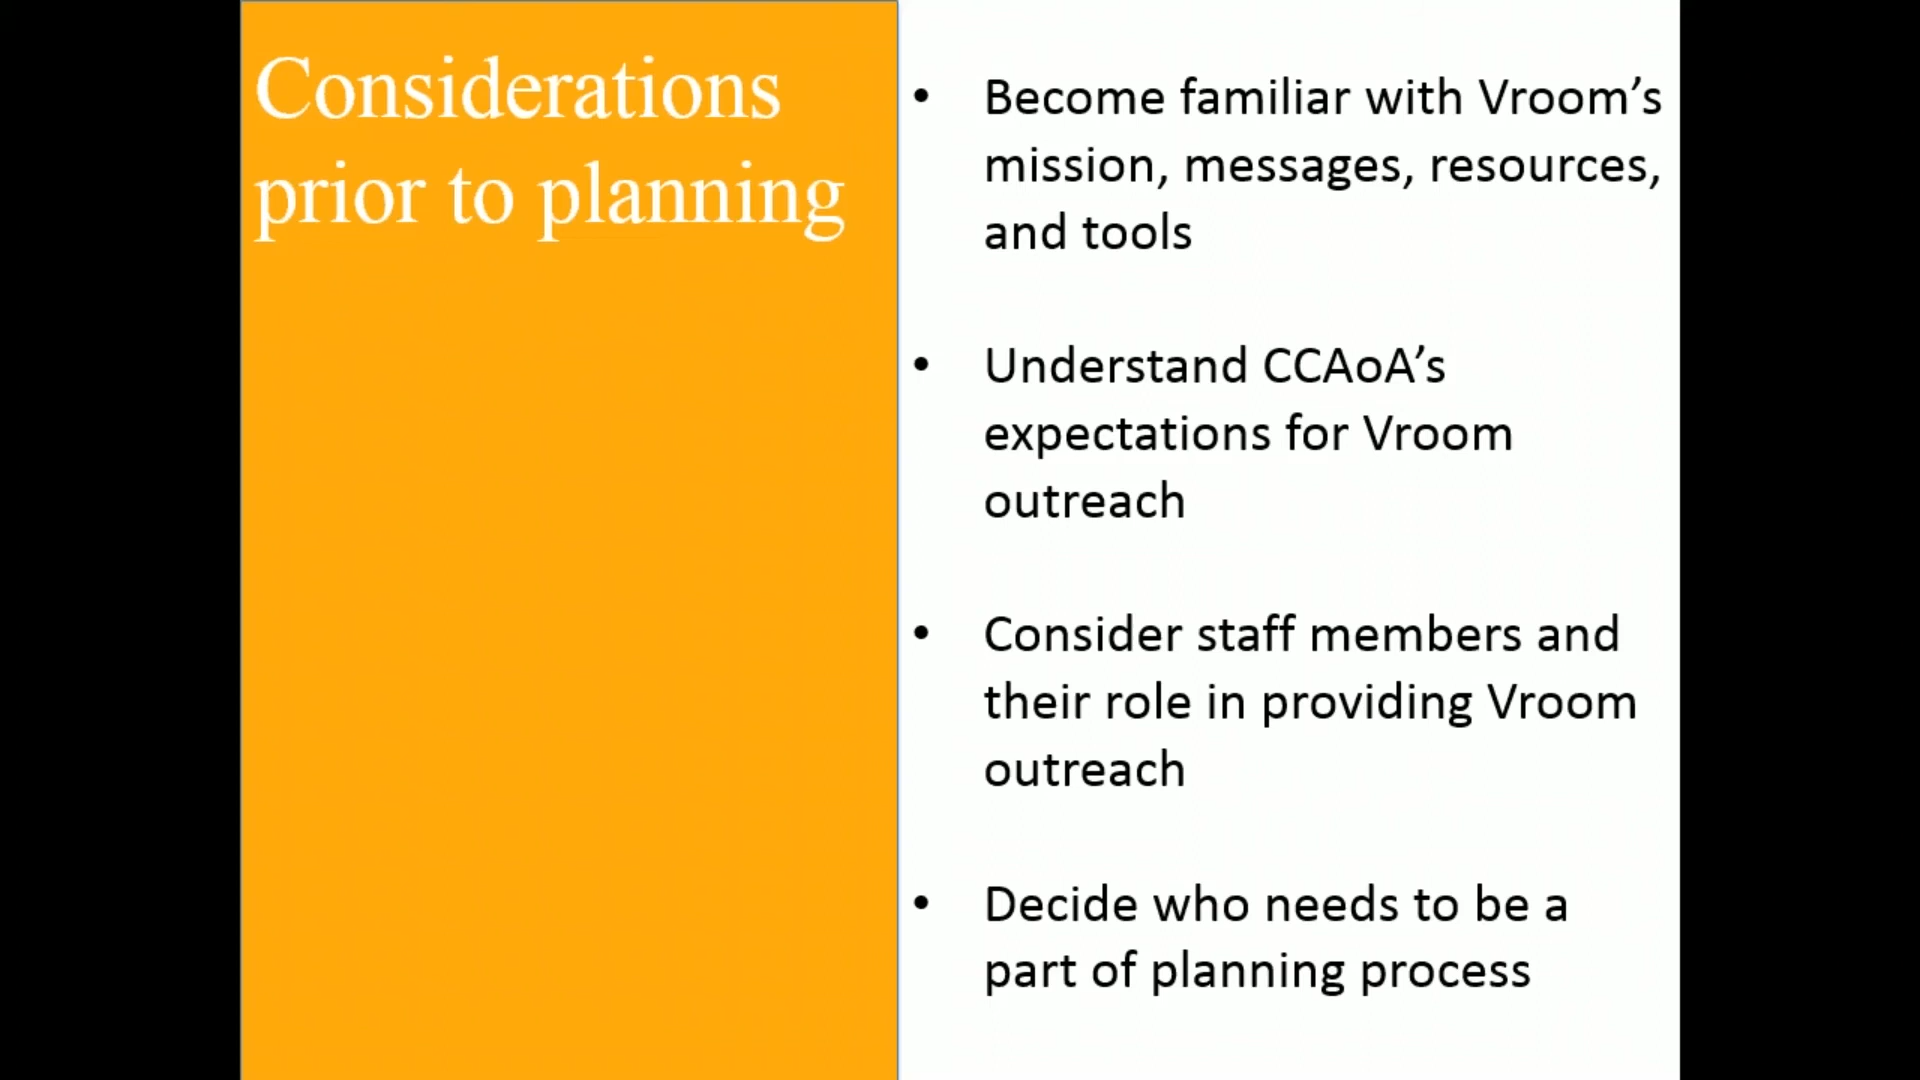 Considerations
prior to planning
• Become familiar with Vroom’s
mission, messages, resources,
and tools
• Understand CCAoA’s
expectations for Vroom
outreach
• Consider staff members and
their role in providing Vroom
outreach
• Decide who needs to be a
part of planning process